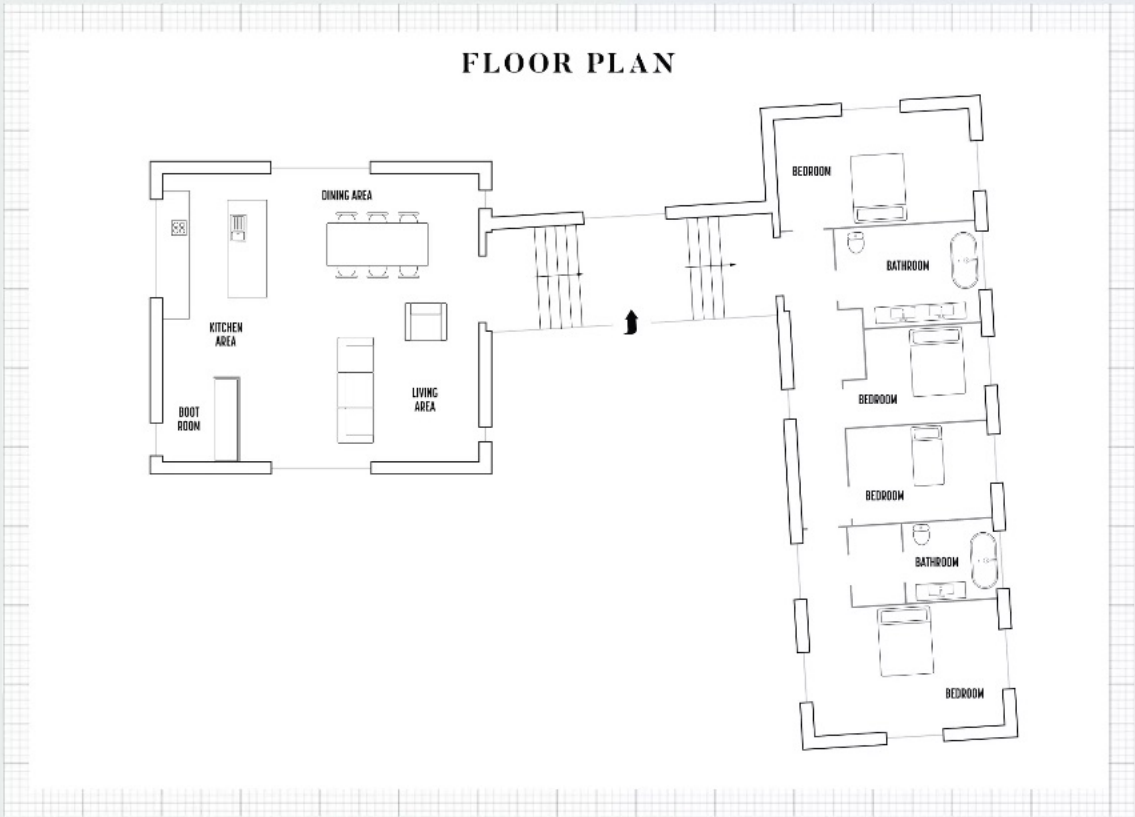 FLOOR PLAN
BEDROOM
DINING AREA
BATHROOM
KITCHEN
AREA
LIVING
AREA
BEDROOM
BOOT
ROOM
BEDROOM
BATHROOM
BEDROOM